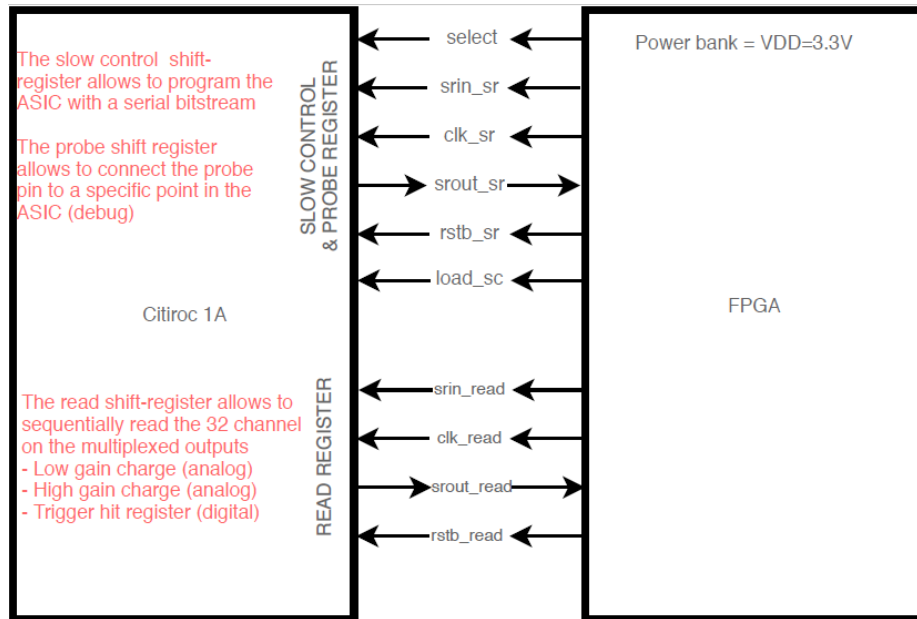 The slow control shift-
register allows to program the
ASIC with a serial bitstream
The probe shift register
allows to connect the probe
pin to a specific point in the
ASIC (debug)
SLOW CONTROL
& PROBE REGISTER
Citiroc 1A
The read shift-register allows to
sequentially read the 32 channel
on the multiplexed outputs
- Low gain charge (analog)
- High gain charge (analog)
- Trigger hit register (digital)
READ REGISTER
select
srin_sr
clk_sr
srout_sr
rstb_sr
load_sc
srin_read
clk_read
srout_read
rstb_read
Power bank = VDD=3.3V
FPGA